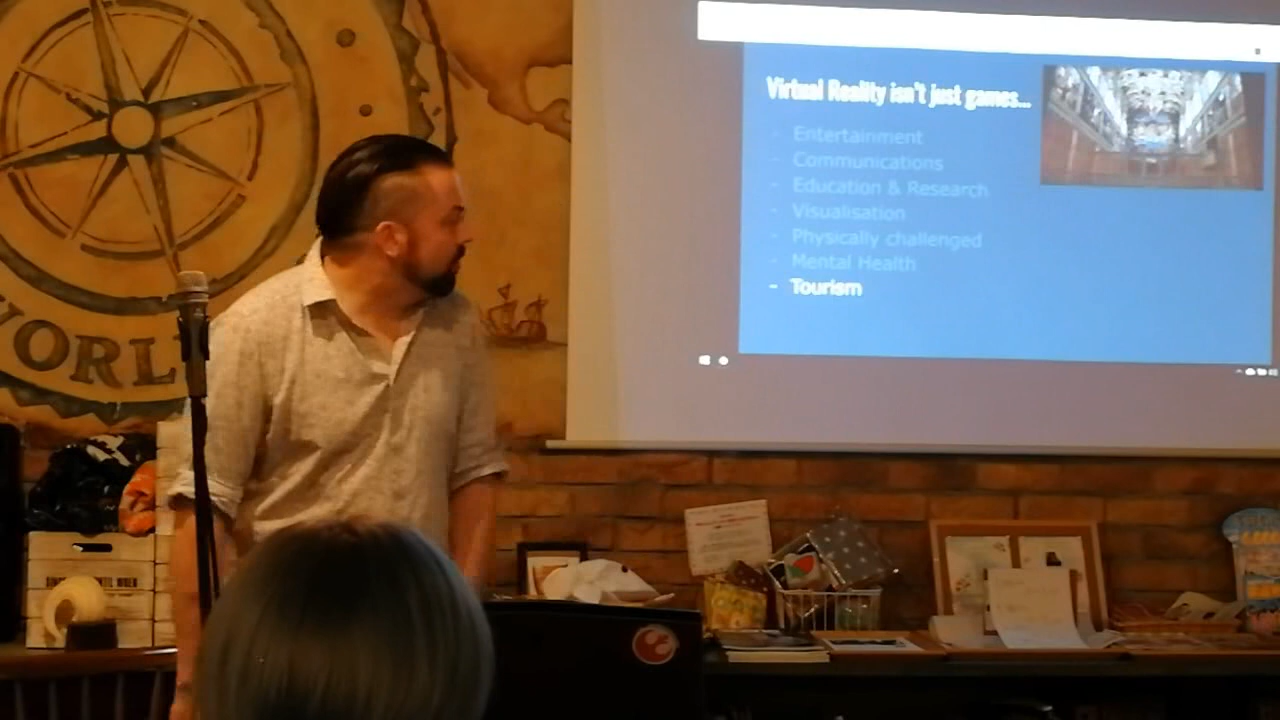 Virtual Reality isn't just games...
- Entertainment
- Communications
- Education & Research
- Visualisation
- Physically challenged
- Mental Health
- Tourism
WORL